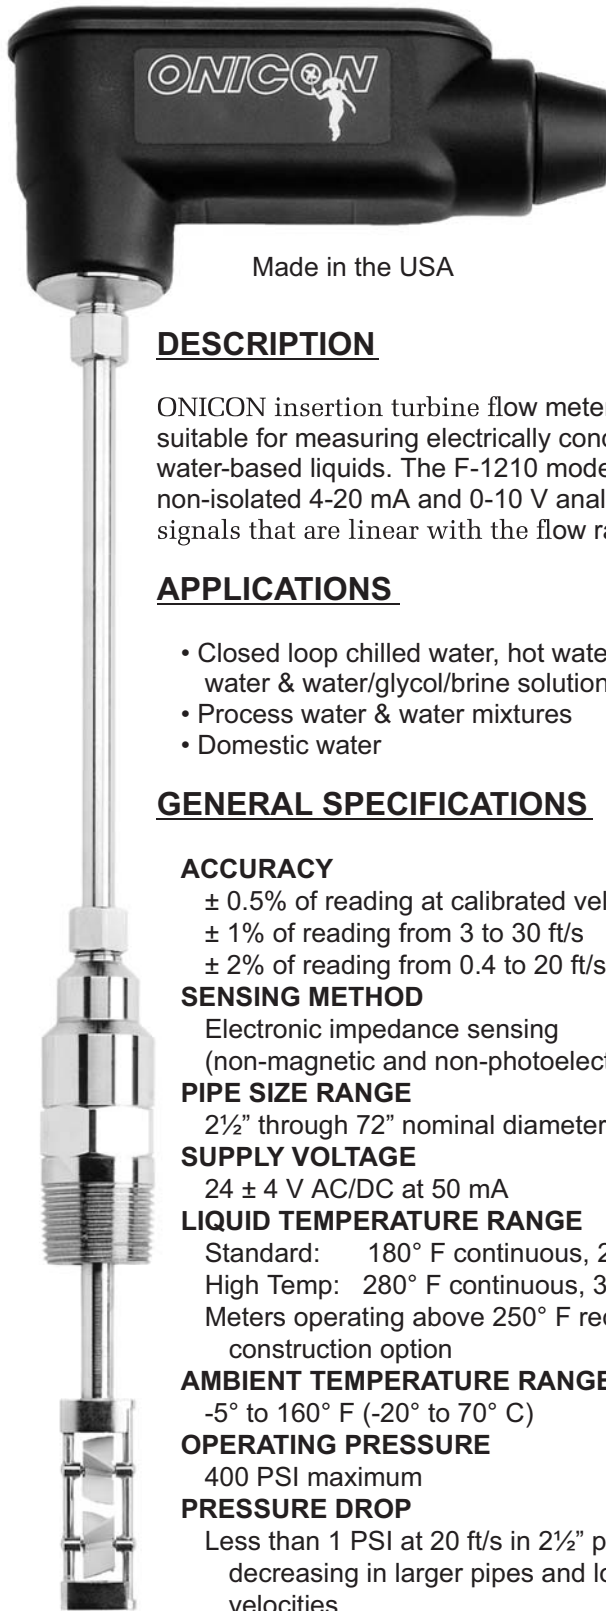 ONICON
Made in the USA
DESCRIPTION
ONICON insertion turbine flow meter
suitable for measuring electrically cond
water-based liquids. The F-1210 mode
non-isolated 4-20 mA and 0-10 V anal
signals that are linear with the flow ra
APPLICATIONS
• Closed loop chilled water, hot wate
water & water/glycol/brine solution
• Process water & water mixtures
• Domestic water
GENERAL SPECIFICATIONS
ACCURACY
± 0.5% of reading at calibrated vel
± 1% of reading from 3 to 30 ft/s
± 2% of reading from 0.4 to 20 ft/s
SENSING METHOD
Electronic impedance sensing
(non-magnetic and non-photoelect
PIPE SIZE RANGE
2½” through 72” nominal diameter
SUPPLY VOLTAGE
24 ± 4 V AC/DC at 50 mA
LIQUID TEMPERATURE RANGE
Standard: 180° F continuous, 2
High Temp: 280° F continuous, 3
Meters operating above 250° F rec
construction option
AMBIENT TEMPERATURE RANGE
-5° to 160° F (-20° to 70° C)
OPERATING PRESSURE
400 PSI maximum
PRESSURE DROP
Less than 1 PSI at 20 ft/s in 2½” p
decreasing in larger pipes and lo
velocities